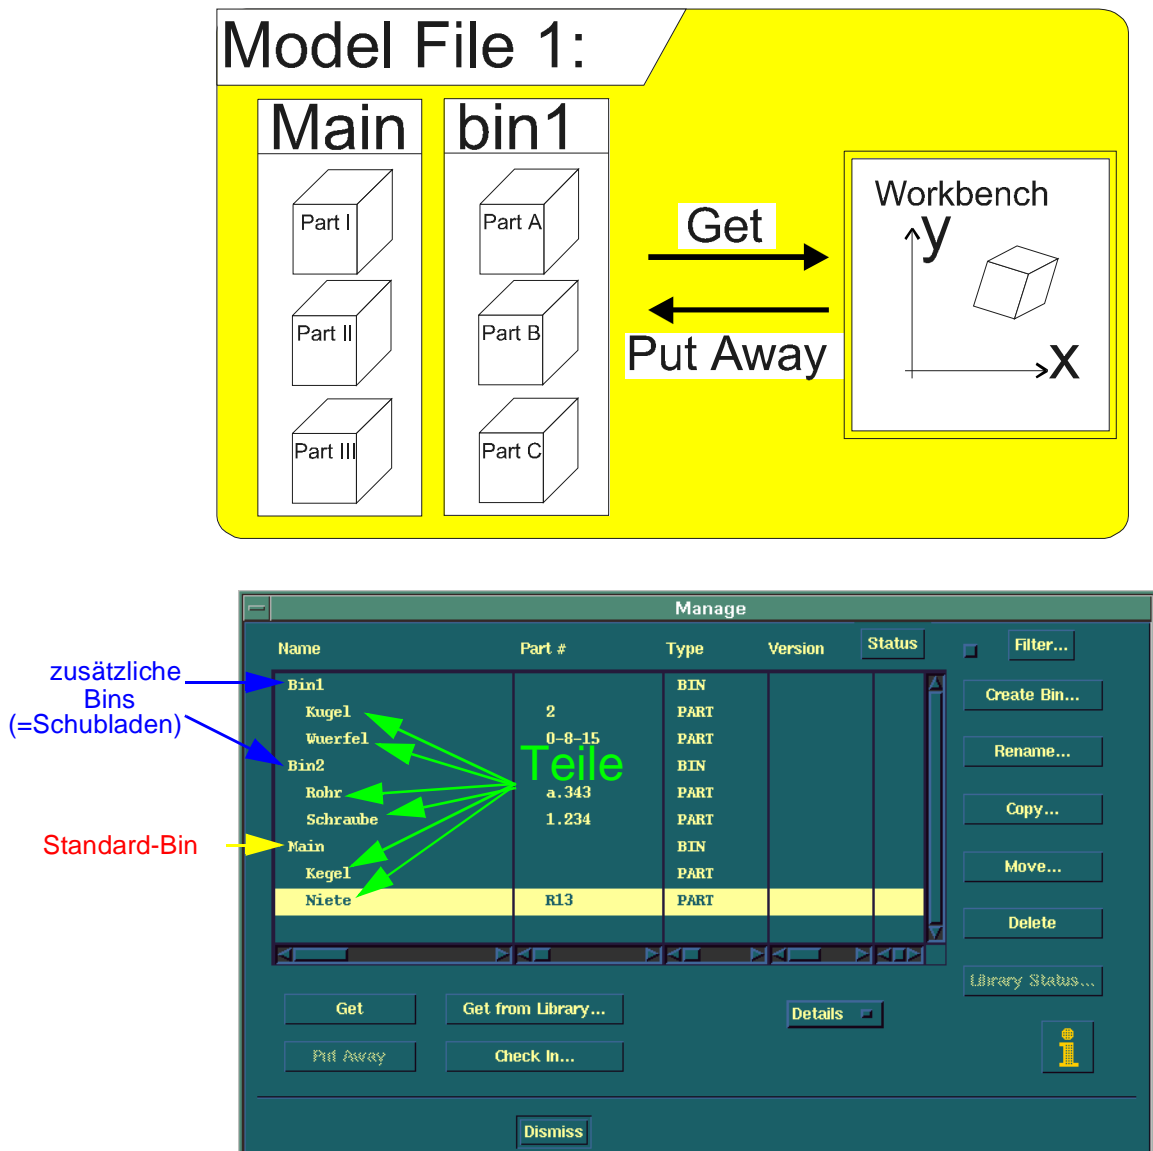 Model File 1:
Main
bin1
Part I
Part A
Part II
Part B
Part III
Part C
Get
Put Away
Workbench
y
x
Manage
Name Part # Type Version Status Filter...
Bin1 BIN
Kugel 2 PART
Wuerfel 0-8-15 PART
Bin2 BIN
Rohr a.343 PART
Schraube 1.234 PART
Main BIN
Kegel PART
Niete R13 PART
zusätzliche
Bins
(=Schubladen)
Standard-Bin
Teile
Create Bin...
Rename...
Copy...
Move...
Delete
Library Status...
Get Get from Library... Details
Put Away Check In...
i
Dismiss